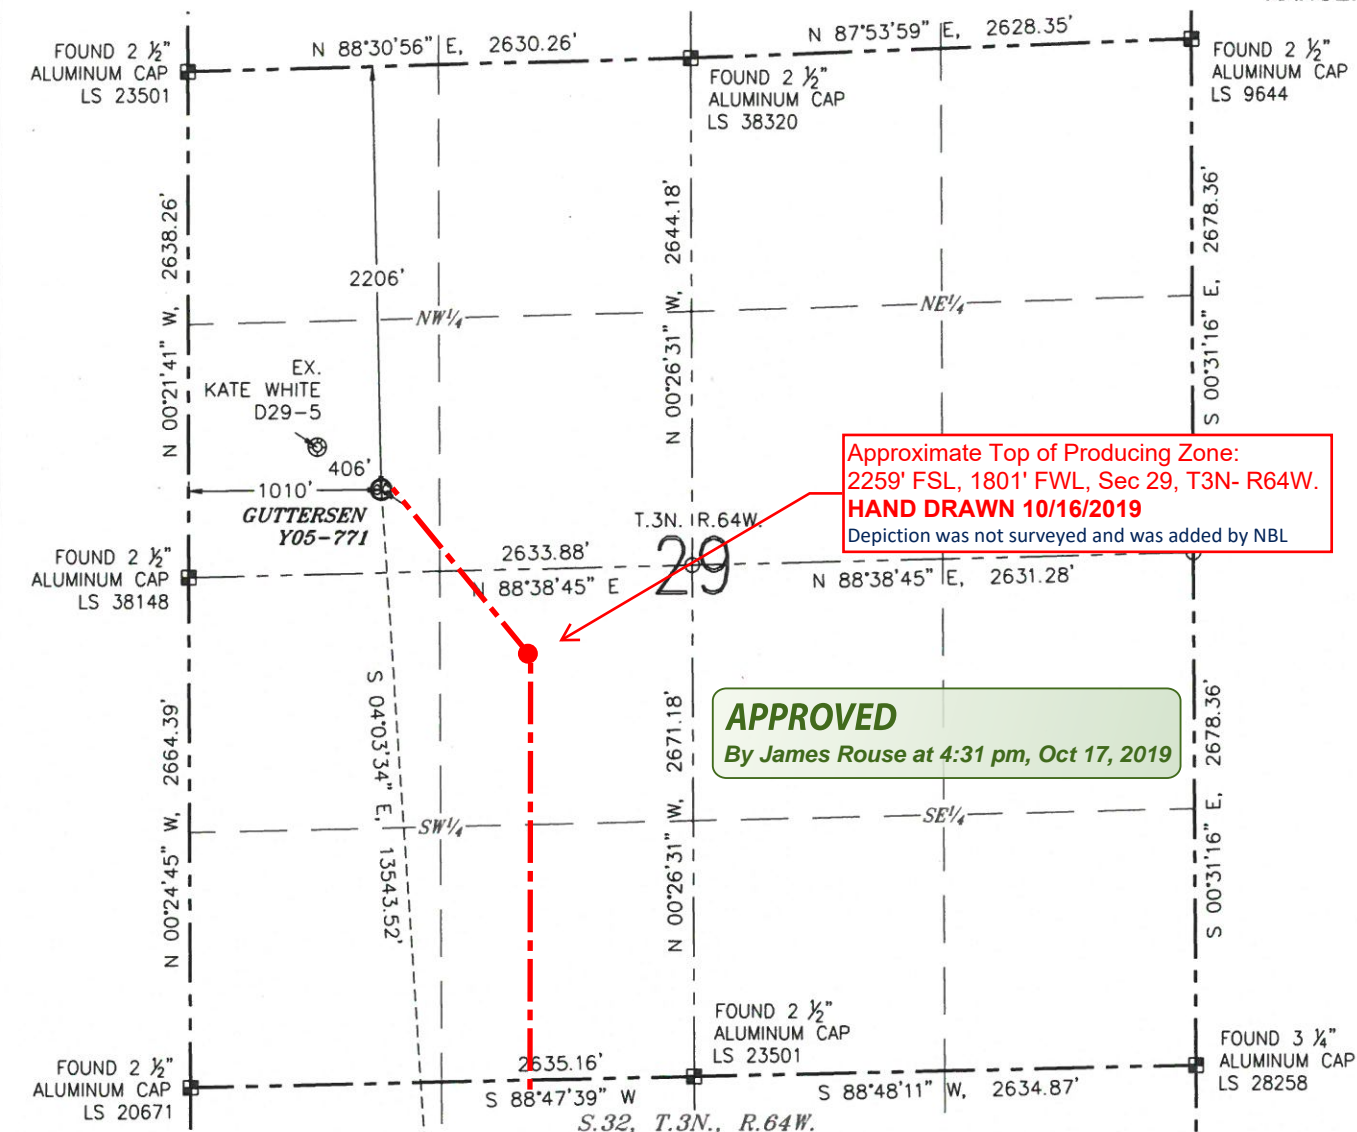 FOUND 2 ½"
ALUMINUM CAP
LS 23501
N 88°30'56" E, 2630.26'
FOUND 2 ½"
ALUMINUM CAP
LS 38320
N 87°53'59" E, 2628.35'
FOUND 2 ½"
ALUMINUM CAP
LS 9644
N 00°21'41" W, 2638.26'
2206'
N 00°26'31" W, 2644.18'
S 00°31'16" E, 2678.36'
NW¼
NE¼
EX.
KATE WHITE
D29-5
406'
1010'
GUTTERSEN
Y05-771
Approximate Top of Producing Zone:
2259' FSL, 1801' FWL, Sec 29, T3N- R64W.
HAND DRAWN 10/16/2019
Depiction was not surveyed and was added by NBL
T.3N. R.64W.
29
FOUND 2 ½"
ALUMINUM CAP
LS 38148
2633.88'
N 88°38'45" E
N 88°38'45" E, 2631.28'
N 00°24'45" W, 2664.39'
S 04°03'34" E, 13543.52'
N 00°26'31" W, 2671.18'
APPROVED
By James Rouse at 4:31 pm, Oct 17, 2019
S 00°31'16" E, 2678.36'
SW¼
SE¼
FOUND 2 ½"
ALUMINUM CAP
LS 20671
2635.16'
S 88°47'39" W
FOUND 2 ½"
ALUMINUM CAP
LS 23501
S 88°48'11" W, 2634.87'
FOUND 3 ¼"
ALUMINUM CAP
LS 28258
S.32, T.3N., R.64W.